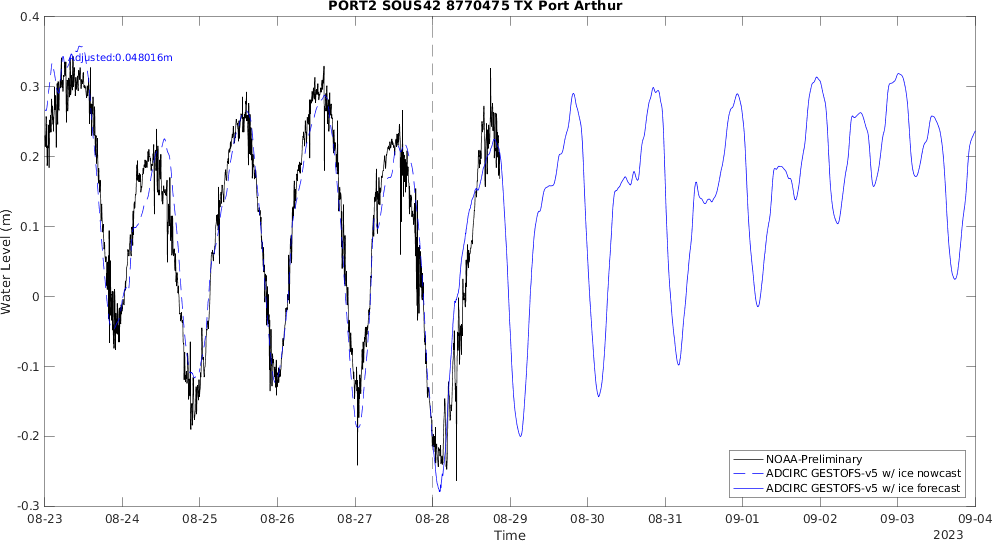 PORT2 SOUS42 8770475 TX Port Arthur
0.4
Adjusted:0.048016m
0.3
0.2
0.1
0
-0.1
-0.2
-0.3
Water Level (m)
NOAA-Preliminary
ADCIRC GESTOFS-v5 w/ ice nowcast
ADCIRC GESTOFS-v5 w/ ice forecast
08-23 08-24 08-25 08-26 08-27 08-28 08-29 08-30 08-31 09-01 09-02 09-03 09-04
Time
2023